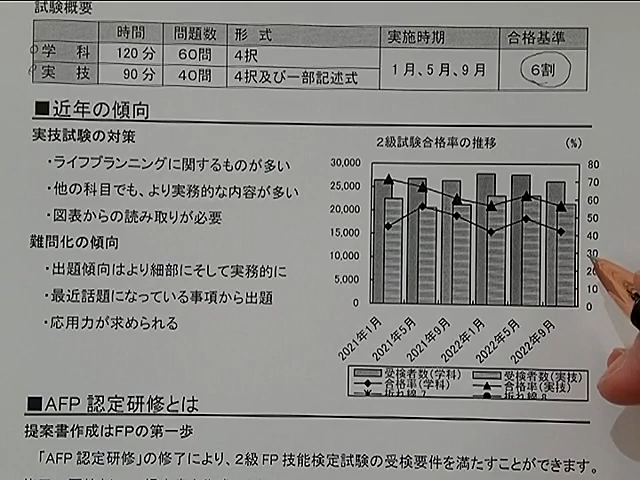 試験概要
時間 問題数 形 式 実施時期 合格基準
学 科 120分 60問 4択 1月、5月、9月 6割
実 技 90分 40問 4択及び一部記述式
■近年の傾向
実技試験の対策
・ライフプランニングに関するものが多い
・他の科目でも、より実務的な内容が多い
・図表からの読み取りが必要
難問化の傾向
・出題傾向はより細部にそして実務的に
・最近話題になっている事項から出題
・応用力が求められる
2級試験合格率の推移 (%)
30,000 80
25,000 70
20,000 60
15,000 50
10,000 40
5,000 30
0 20
10
0
2021年1月 2021年5月 2021年9月 2022年1月 2022年5月 2022年9月
受検者数(学科) 受検者数(実技)
合格率(学科) 合格率(実技)
折れ線 7 折れ線 8
■AFP 認定研修とは
提案書作成はFPの第一歩
「AFP 認定研修」の修了により、2級 FP 技能検定試験の受検要件を満たすことができます。